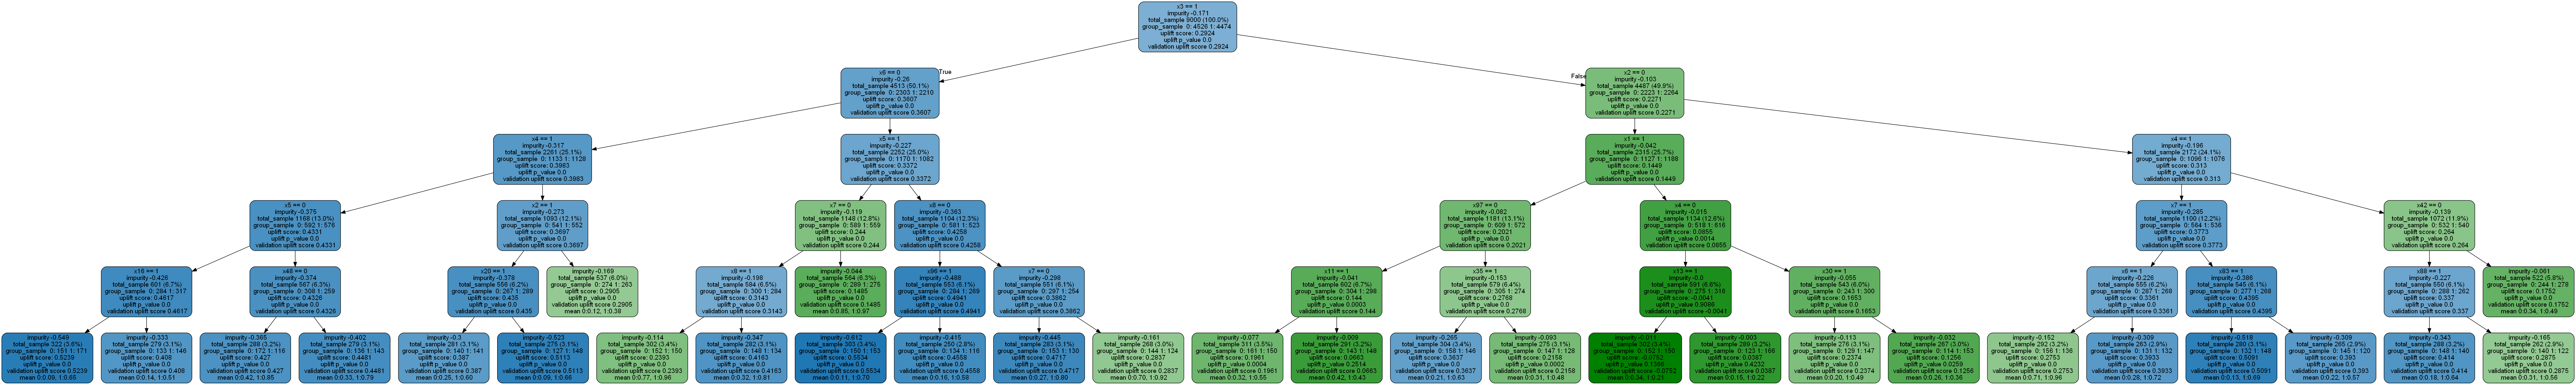 x3 == 1
impurity -0.171
total_sample 9000 (100.0%)
group_sample 0: 4526 1: 4474
uplift score: 0.2924
uplift p_value 0.0
validation uplift score 0.2924
True
False
x6 == 0
impurity -0.26
total_sample 4513 (50.1%)
group_sample 0: 2303 1: 2210
uplift score: 0.3607
uplift p_value 0.0
validation uplift score 0.3607
x2 == 0
impurity -0.103
total_sample 4487 (49.9%)
group_sample 0: 2223 1: 2264
uplift score: 0.2271
uplift p_value 0.0
validation uplift score 0.2271
x4 == 1
impurity -0.317
total_sample 2261 (25.1%)
group_sample 0: 1133 1: 1128
uplift score: 0.3983
uplift p_value 0.0
validation uplift score 0.3983
x5 == 1
impurity -0.227
total_sample 2252 (25.0%)
group_sample 0: 1170 1: 1082
uplift score: 0.3372
uplift p_value 0.0
validation uplift score 0.3372
x1 == 1
impurity -0.042
total_sample 2315 (25.7%)
group_sample 0: 1127 1: 1188
uplift score: 0.1449
uplift p_value 0.0
validation uplift score 0.1449
x4 == 1
impurity -0.196
total_sample 2172 (24.1%)
group_sample 0: 1096 1: 1076
uplift score: 0.313
uplift p_value 0.0
validation uplift score 0.313
x5 == 0
impurity -0.375
total_sample 1168 (13.0%)
group_sample 0: 592 1: 576
uplift score: 0.4331
uplift p_value 0.0
validation uplift score 0.4331
x2 == 1
impurity -0.273
total_sample 1093 (12.1%)
group_sample 0: 541 1: 552
uplift score: 0.3697
uplift p_value 0.0
validation uplift score 0.3697
x7 == 0
impurity -0.119
total_sample 1148 (12.8%)
group_sample 0: 589 1: 559
uplift score: 0.244
uplift p_value 0.0
validation uplift score 0.244
x8 == 0
impurity -0.363
total_sample 1104 (12.3%)
group_sample 0: 581 1: 523
uplift score: 0.4258
uplift p_value 0.0
validation uplift score 0.4258
x97 == 0
impurity -0.082
total_sample 1181 (13.1%)
group_sample 0: 609 1: 572
uplift score: 0.2021
uplift p_value 0.0
validation uplift score 0.2021
x4 == 0
impurity -0.015
total_sample 1134 (12.6%)
group_sample 0: 518 1: 616
uplift score: 0.0855
uplift p_value 0.0014
validation uplift score 0.0855
x7 == 1
impurity -0.285
total_sample 1100 (12.2%)
group_sample 0: 564 1: 536
uplift score: 0.3773
uplift p_value 0.0
validation uplift score 0.3773
x42 == 0
impurity -0.139
total_sample 1072 (11.9%)
group_sample 0: 532 1: 540
uplift score: 0.264
uplift p_value 0.0
validation uplift score 0.264
x16 == 1
impurity -0.426
total_sample 601 (6.7%)
group_sample 0: 284 1: 317
uplift score: 0.4617
uplift p_value 0.0
validation uplift score 0.4617
x48 == 0
impurity -0.374
total_sample 567 (6.3%)
group_sample 0: 308 1: 259
uplift score: 0.4326
uplift p_value 0.0
validation uplift score 0.4326
x20 == 1
impurity -0.378
total_sample 556 (6.2%)
group_sample 0: 267 1: 289
uplift score: 0.435
uplift p_value 0.0
validation uplift score 0.435
impurity -0.169
total_sample 537 (6.0%)
group_sample 0: 274 1: 263
uplift score: 0.2905
uplift p_value 0.0
validation uplift score 0.2905
mean 0:0.12, 1:0.38
x8 == 1
impurity -0.198
total_sample 584 (6.5%)
group_sample 0: 300 1: 284
uplift score: 0.3143
uplift p_value 0.0
validation uplift score 0.3143
impurity -0.044
total_sample 564 (6.3%)
group_sample 0: 289 1: 275
uplift score: 0.1485
uplift p_value 0.0
validation uplift score 0.1485
mean 0:0.85, 1:0.97
x96 == 1
impurity -0.488
total_sample 553 (6.1%)
group_sample 0: 284 1: 269
uplift score: 0.4941
uplift p_value 0.0
validation uplift score 0.4941
x7 == 0
impurity -0.298
total_sample 551 (6.1%)
group_sample 0: 297 1: 254
uplift score: 0.3862
uplift p_value 0.0
validation uplift score 0.3862
x11 == 1
impurity -0.041
total_sample 602 (6.7%)
group_sample 0: 304 1: 298
uplift score: 0.144
uplift p_value 0.0003
validation uplift score 0.144
x35 == 1
impurity -0.153
total_sample 579 (6.4%)
group_sample 0: 305 1: 274
uplift score: 0.2768
uplift p_value 0.0
validation uplift score 0.2768
x13 == 1
impurity -0.0
total_sample 591 (6.6%)
group_sample 0: 275 1: 316
uplift score: -0.0041
uplift p_value 0.9086
validation uplift score -0.0041
x30 == 1
impurity -0.055
total_sample 543 (6.0%)
group_sample 0: 243 1: 300
uplift score: 0.1653
uplift p_value 0.0
validation uplift score 0.1653
x6 == 1
impurity -0.226
total_sample 555 (6.2%)
group_sample 0: 287 1: 268
uplift score: 0.3361
uplift p_value 0.0
validation uplift score 0.3361
x83 == 1
impurity -0.386
total_sample 545 (6.1%)
group_sample 0: 277 1: 268
uplift score: 0.4395
uplift p_value 0.0
validation uplift score 0.4395
x88 == 1
impurity -0.227
total_sample 550 (6.1%)
group_sample 0: 288 1: 262
uplift score: 0.337
uplift p_value 0.0
validation uplift score 0.337
impurity -0.061
total_sample 522 (5.8%)
group_sample 0: 244 1: 278
uplift score: 0.1752
uplift p_value 0.0
validation uplift score 0.1752
mean 0:0.34, 1:0.49
impurity -0.549
total_sample 322 (3.6%)
group_sample 0: 151 1: 171
uplift score: 0.5239
uplift p_value 0.0
validation uplift score 0.5239
mean 0:0.09, 1:0.65
impurity -0.333
total_sample 279 (3.1%)
group_sample 0: 133 1: 146
uplift score: 0.408
uplift p_value 0.0
validation uplift score 0.408
mean 0:0.14, 1:0.51
impurity -0.365
total_sample 288 (3.2%)
group_sample 0: 172 1: 116
uplift score: 0.427
uplift p_value 0.0
validation uplift score 0.427
mean 0:0.42, 1:0.85
impurity -0.402
total_sample 279 (3.1%)
group_sample 0: 136 1: 143
uplift score: 0.4481
uplift p_value 0.0
validation uplift score 0.4481
mean 0:0.33, 1:0.79
impurity -0.3
total_sample 281 (3.1%)
group_sample 0: 140 1: 141
uplift score: 0.387
uplift p_value 0.0
validation uplift score 0.387
mean 0:0.25, 1:0.60
impurity -0.523
total_sample 275 (3.1%)
group_sample 0: 127 1: 148
uplift score: 0.5113
uplift p_value 0.0
validation uplift score 0.5113
mean 0:0.09, 1:0.66
impurity -0.114
total_sample 302 (3.4%)
group_sample 0: 152 1: 150
uplift score: 0.2393
uplift p_value 0.0
validation uplift score 0.2393
mean 0:0.77, 1:0.96
impurity -0.347
total_sample 282 (3.1%)
group_sample 0: 148 1: 134
uplift score: 0.4163
uplift p_value 0.0
validation uplift score 0.4163
mean 0:0.32, 1:0.81
impurity -0.612
total_sample 303 (3.4%)
group_sample 0: 150 1: 153
uplift score: 0.5534
uplift p_value 0.0
validation uplift score 0.5534
mean 0:0.11, 1:0.70
impurity -0.415
total_sample 250 (2.8%)
group_sample 0: 134 1: 116
uplift score: 0.4558
uplift p_value 0.0
validation uplift score 0.4558
mean 0:0.16, 1:0.58
impurity -0.445
total_sample 283 (3.1%)
group_sample 0: 153 1: 130
uplift score: 0.4717
uplift p_value 0.0
validation uplift score 0.4717
mean 0:0.27, 1:0.80
impurity -0.161
total_sample 268 (3.0%)
group_sample 0: 144 1: 124
uplift score: 0.2837
uplift p_value 0.0
validation uplift score 0.2837
mean 0:0.70, 1:0.92
impurity -0.077
total_sample 311 (3.5%)
group_sample 0: 161 1: 150
uplift score: 0.1961
uplift p_value 0.0004
validation uplift score 0.1961
mean 0:0.32, 1:0.55
impurity -0.009
total_sample 291 (3.2%)
group_sample 0: 143 1: 148
uplift score: 0.0663
uplift p_value 0.2514
validation uplift score 0.0663
mean 0:0.42, 1:0.43
impurity -0.265
total_sample 304 (3.4%)
group_sample 0: 158 1: 146
uplift score: 0.3637
uplift p_value 0.0
validation uplift score 0.3637
mean 0:0.21, 1:0.63
impurity -0.093
total_sample 275 (3.1%)
group_sample 0: 147 1: 128
uplift score: 0.2158
uplift p_value 0.0002
validation uplift score 0.2158
mean 0:0.31, 1:0.48
impurity -0.011
total_sample 302 (3.4%)
group_sample 0: 152 1: 150
uplift score: -0.0752
validation uplift score -0.0752
mean 0:0.34, 1:0.21
impurity -0.003
total_sample 289 (3.2%)
group_sample 0: 123 1: 166
uplift score: 0.0387
uplift p_value 0.4232
validation uplift score 0.0387
mean 0:0.15, 1:0.22
impurity -0.113
total_sample 276 (3.1%)
group_sample 0: 129 1: 147
uplift score: 0.2374
uplift p_value 0.0
validation uplift score 0.2374
mean 0:0.20, 1:0.49
impurity -0.032
total_sample 267 (3.0%)
group_sample 0: 114 1: 153
uplift score: 0.1256
uplift p_value 0.0259
validation uplift score 0.1256
mean 0:0.26, 1:0.36
impurity -0.152
total_sample 292 (3.2%)
group_sample 0: 156 1: 136
uplift score: 0.2753
uplift p_value 0.0
validation uplift score 0.2753
mean 0:0.71, 1:0.96
impurity -0.309
total_sample 263 (2.9%)
group_sample 0: 131 1: 132
uplift score: 0.3933
uplift p_value 0.0
validation uplift score 0.3933
mean 0:0.28, 1:0.72
impurity -0.518
total_sample 280 (3.1%)
group_sample 0: 132 1: 148
uplift score: 0.5091
uplift p_value 0.0
validation uplift score 0.5091
mean 0:0.13, 1:0.69
impurity -0.309
total_sample 265 (2.9%)
group_sample 0: 145 1: 120
uplift score: 0.393
uplift p_value 0.0
validation uplift score 0.393
mean 0:0.22, 1:0.57
impurity -0.343
total_sample 288 (3.2%)
group_sample 0: 148 1: 140
uplift score: 0.414
uplift p_value 0.0
validation uplift score 0.414
mean 0:0.18, 1:0.64
impurity -0.165
total_sample 262 (2.9%)
group_sample 0: 140 1: 122
uplift score: 0.2875
uplift p_value 0.0
validation uplift score 0.2875
mean 0:0.31, 1:0.56